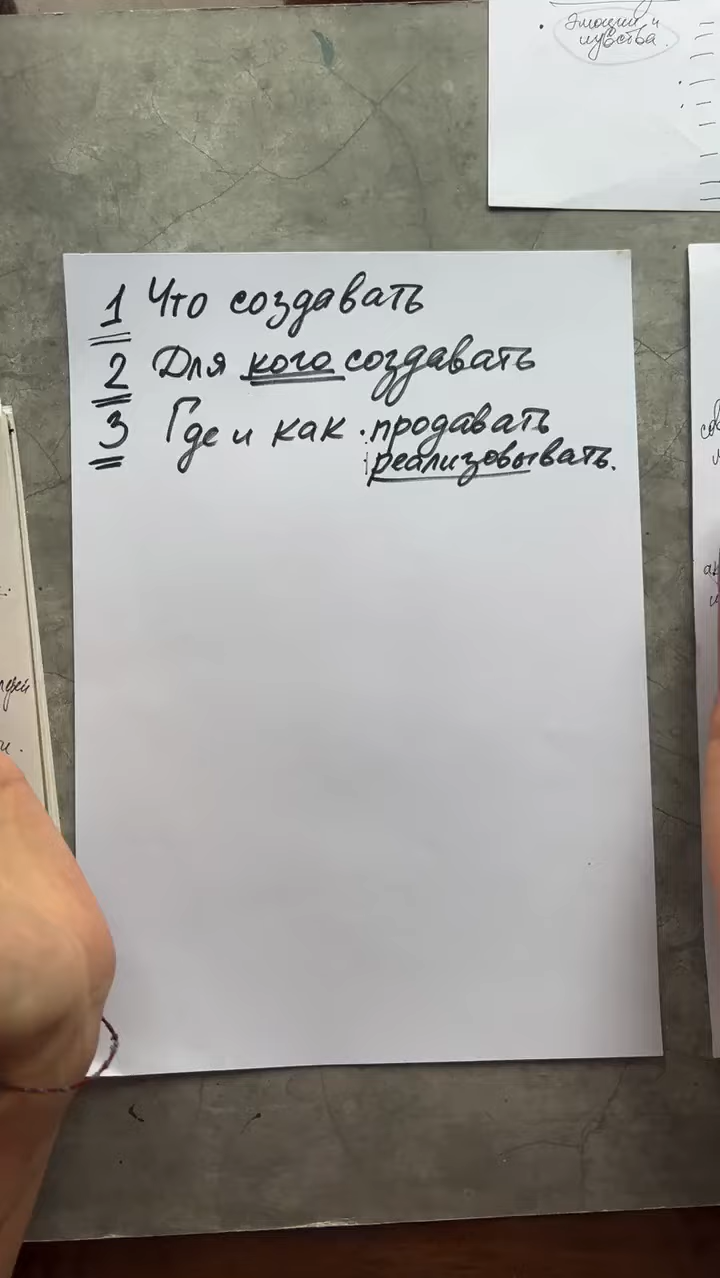 Эмоции и
чувства.
1 Что создавать
2 Для кого создавать
3 Где и как продавать
реализовывать.